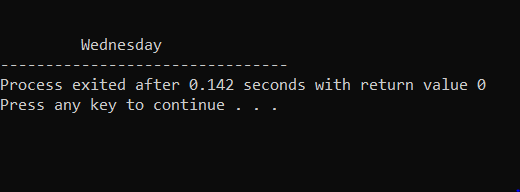 Wednesday
--------------------------------
Process exited after 0.142 seconds with return value 0
Press any key to continue . . .